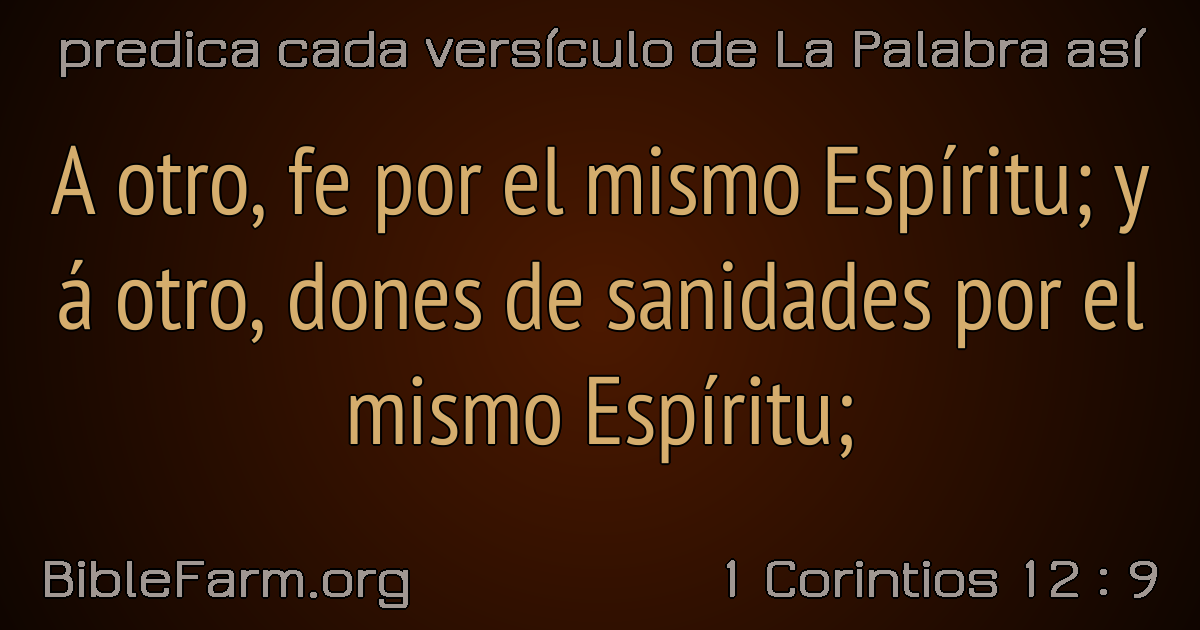 predica cada versículo de La Palabra así
A otro, fe por el mismo Espíritu; y
á otro, dones de sanidades por el
mismo Espíritu;
BibleFarm.org
1 Corintios 12 : 9